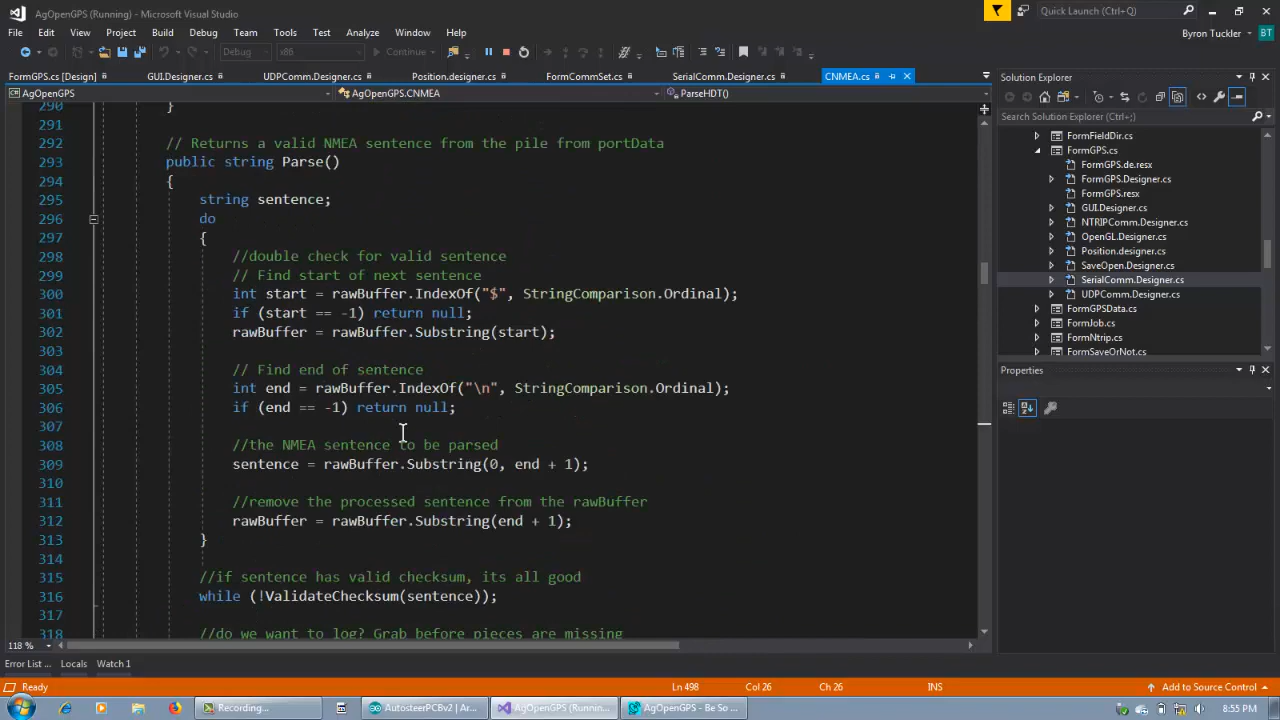 AgOpenGPS (Running) - Microsoft Visual Studio
Quick Launch (Ctrl+Q)
File Edit View Project Build Debug Team Tools Test Analyze Window Help
Byron Tuckler BT
Debug x86 Continue
FormGPS.cs [Design] GUI.Designer.cs UDPComm.Designer.cs Position.designer.cs FormCommSet.cs SerialComm.Designer.cs CNMEA.cs
AgOpenGPS AgOpenGPS.CNMEA ParseHDT()
290 }
291
292 // Returns a valid NMEA sentence from the pile from portData
293 public string Parse()
294 {
295 string sentence;
296 do
297 {
298 //double check for valid sentence
299 // Find start of next sentence
300 int start = rawBuffer.IndexOf("$", StringComparison.Ordinal);
301 if (start == -1) return null;
302 rawBuffer = rawBuffer.Substring(start);
303
304 // Find end of sentence
305 int end = rawBuffer.IndexOf("\n", StringComparison.Ordinal);
306 if (end == -1) return null;
307
308 //the NMEA sentence to be parsed
309 sentence = rawBuffer.Substring(0, end + 1);
310
311 //remove the processed sentence from the rawBuffer
312 rawBuffer = rawBuffer.Substring(end + 1);
313 }
314
315 //if sentence has valid checksum, its all good
316 while (!ValidateChecksum(sentence));
317
318 //do we want to log? Grab before pieces are missing
118 %
Solution Explorer
Search Solution Explorer (Ctrl+;)
FormFieldDir.cs
FormGPS.cs
FormGPS.de.resx
FormGPS.Designer.cs
FormGPS.resx
GUI.Designer.cs
NTRIPComm.Designer.cs
OpenGL.Designer.cs
Position.designer.cs
SaveOpen.Designer.cs
SerialComm.Designer.cs
UDPComm.Designer.cs
FormGPSData.cs
FormJob.cs
FormNtrip.cs
FormSaveOrNot.cs
Properties
Error List ... Locals Watch 1
Ready Ln 498 Col 26 Ch 26 INS Add to Source Control
Recording... AutosteerPCBv2 | Ar... AgOpenGPS (Runnin... AgOpenGPS - Be So ... 8:55 PM